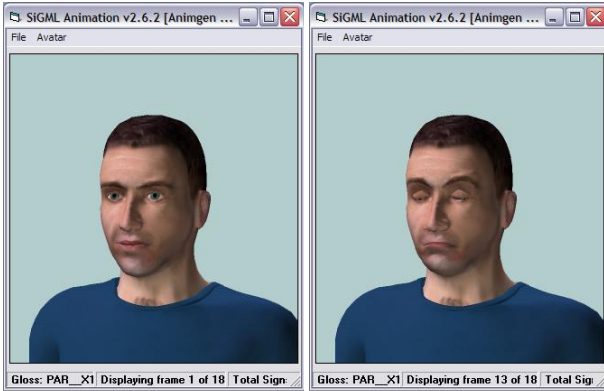 SiGML Animation v2.6.2 [Animgen ...
File Avatar
Gloss: PAR__X1 Displaying frame 1 of 18 Total Sign:
SiGML Animation v2.6.2 [Animgen ...
File Avatar
Gloss: PAR__X1 Displaying frame 13 of 18 Total Sig